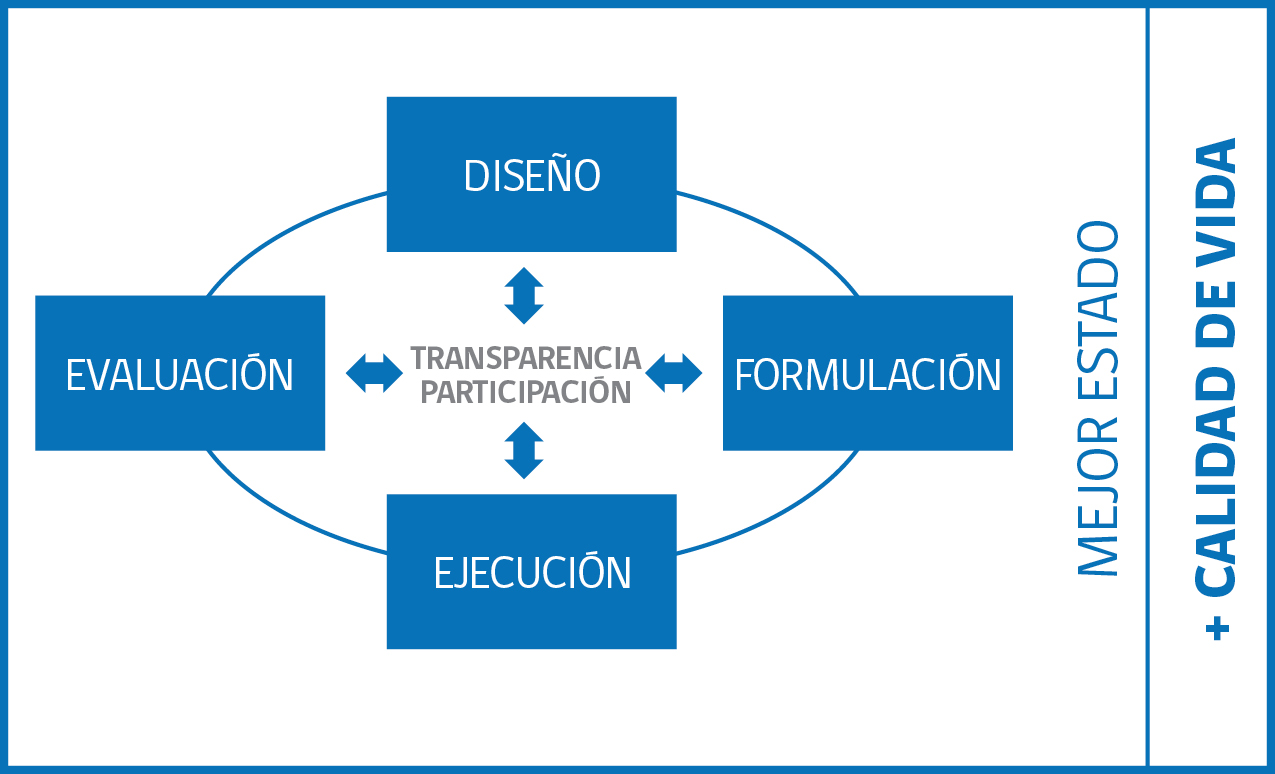 DISEÑO
EVALUACIÓN
TRANSPARENCIA
PARTICIPACIÓN
FORMULACIÓN
EJECUCIÓN
MEJOR ESTADO
+ CALIDAD DE VIDA